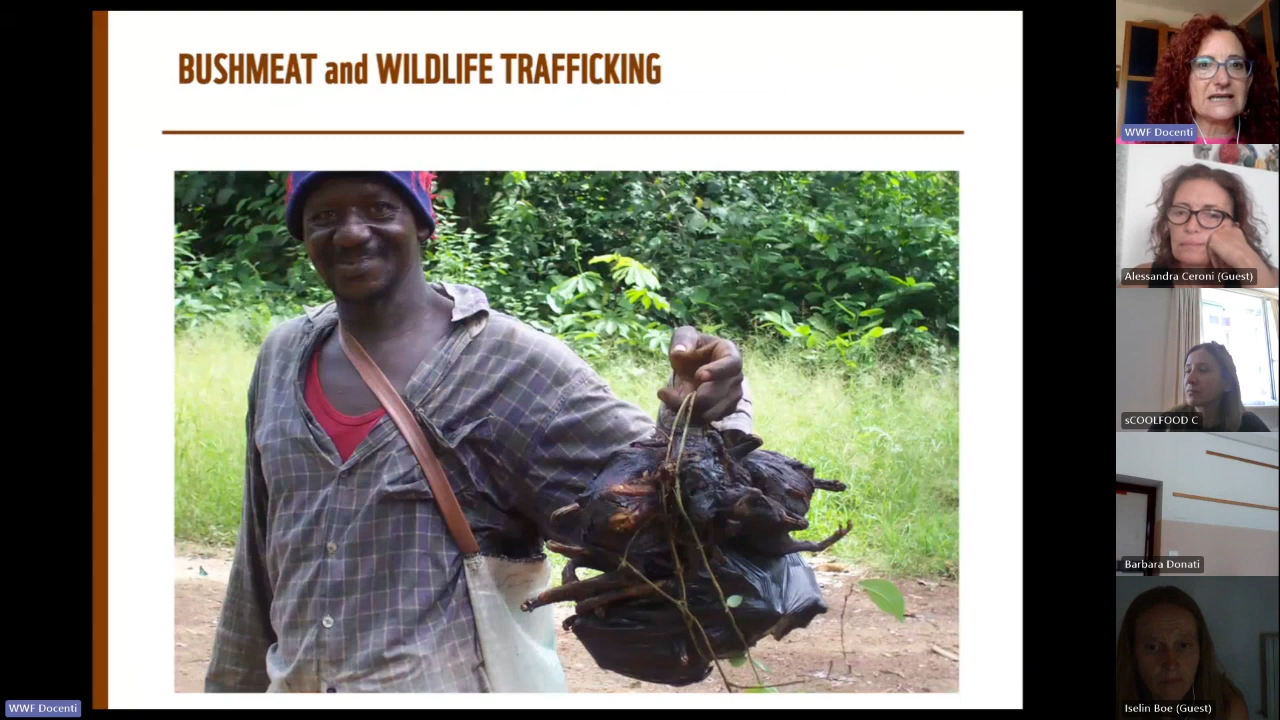 BUSHMEAT and WILDLIFE TRAFFICKING
WWF Docenti
Alessandra Ceroni (Guest)
sCOOLFOOD C
Barbara Donati
Iselin Boe (Guest)
WWF Docenti